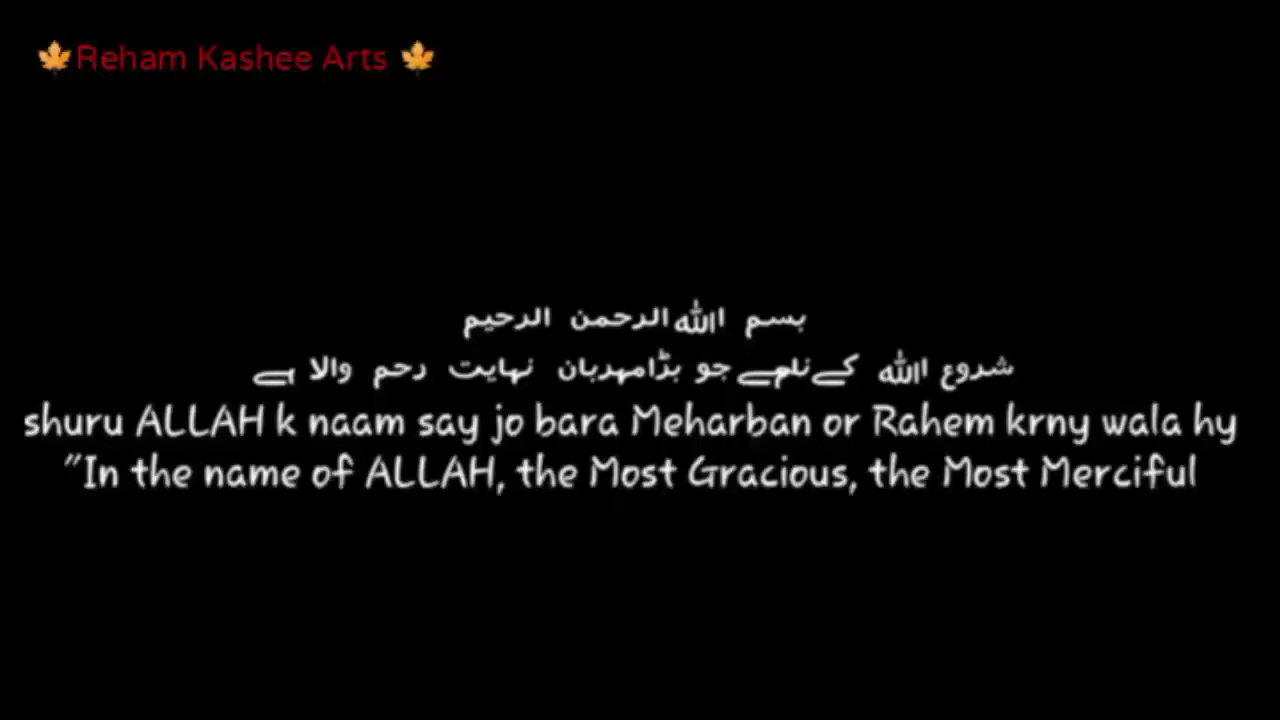 🍁Reham Kashee Arts 🍁
بسم اللہ الرحمن الرحیم
شروع اللہ کے نام سے جو بڑا مہربان نہایت رحم والا ہے
shuru ALLAH k naam say jo bara Meharban or Rahem krny wala hy
"In the name of ALLAH, the Most Gracious, the Most Merciful